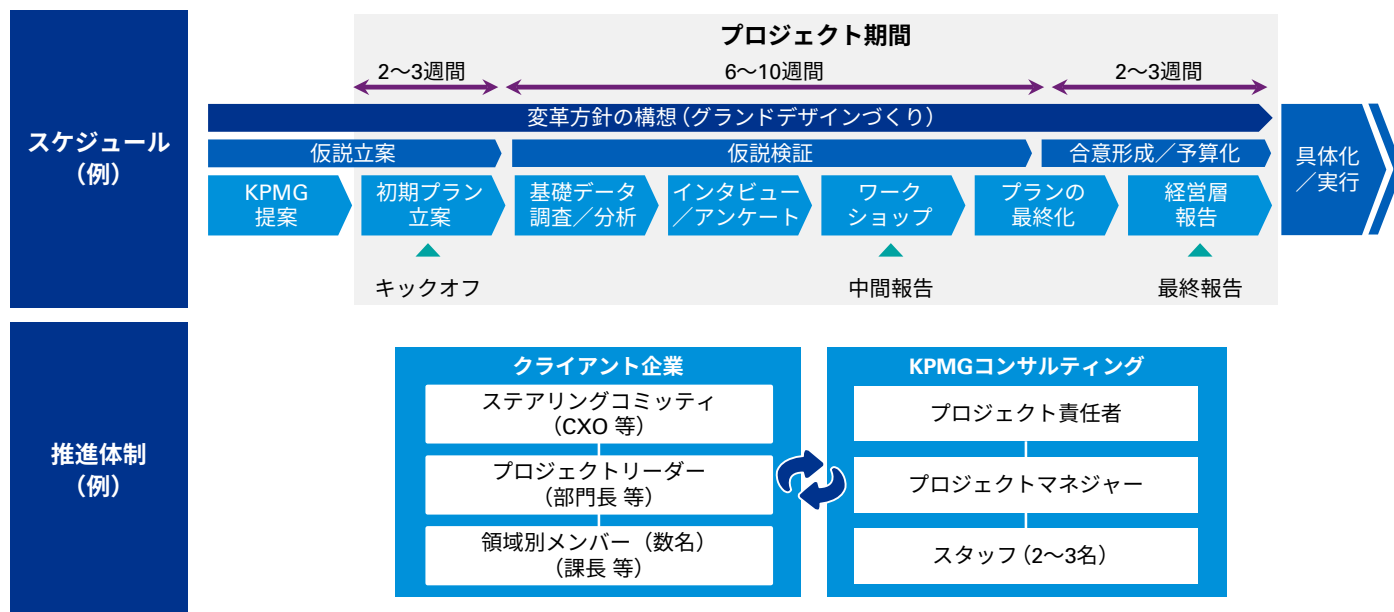 プロジェクト期間
2～3週間
6～10週間
2～3週間
スケジュール
（例）
変革方針の構想（グランドデザインづくり）
仮説立案
仮説検証
合意形成／予算化
具体化
／実行
KPMG
提案
初期プラン
立案
基礎データ
調査／分析
インタビュー
／アンケート
ワーク
ショップ
プランの
最終化
経営層
報告
キックオフ
中間報告
最終報告
推進体制
（例）
クライアント企業
ステアリングコミッティ
（CXO 等）
プロジェクトリーダー
（部門長 等）
領域別メンバー（数名）
（課長 等）
KPMGコンサルティング
プロジェクト責任者
プロジェクトマネジャー
スタッフ（2～3名）